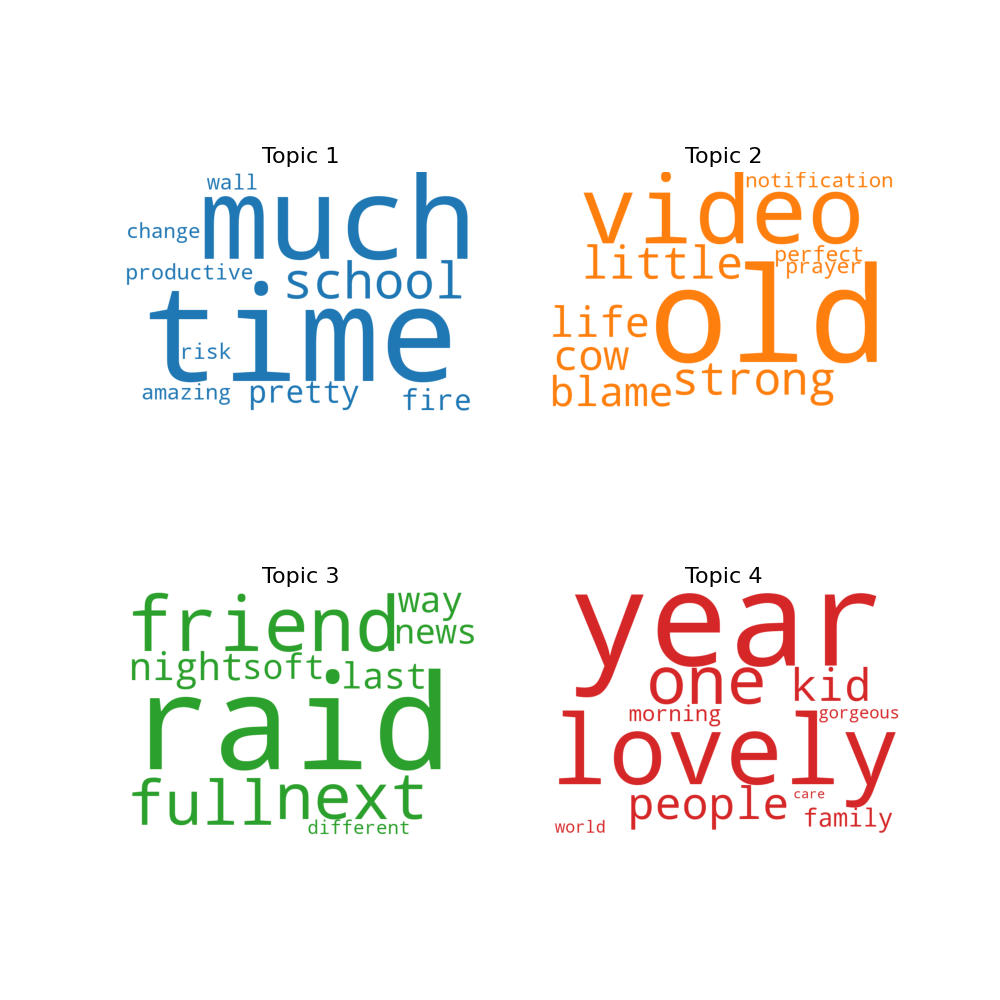 Topic 1
wall
much
change
productive
school
time
risk
amazing
pretty
fire
Topic 2
notification
video
little
perfect
prayer
old
life
cow
strong
blame
Topic 3
friend
way
news
night
soft
last
raid
full
next
different
Topic 4
year
one
kid
morning
gorgeous
lovely
people
care
family
world